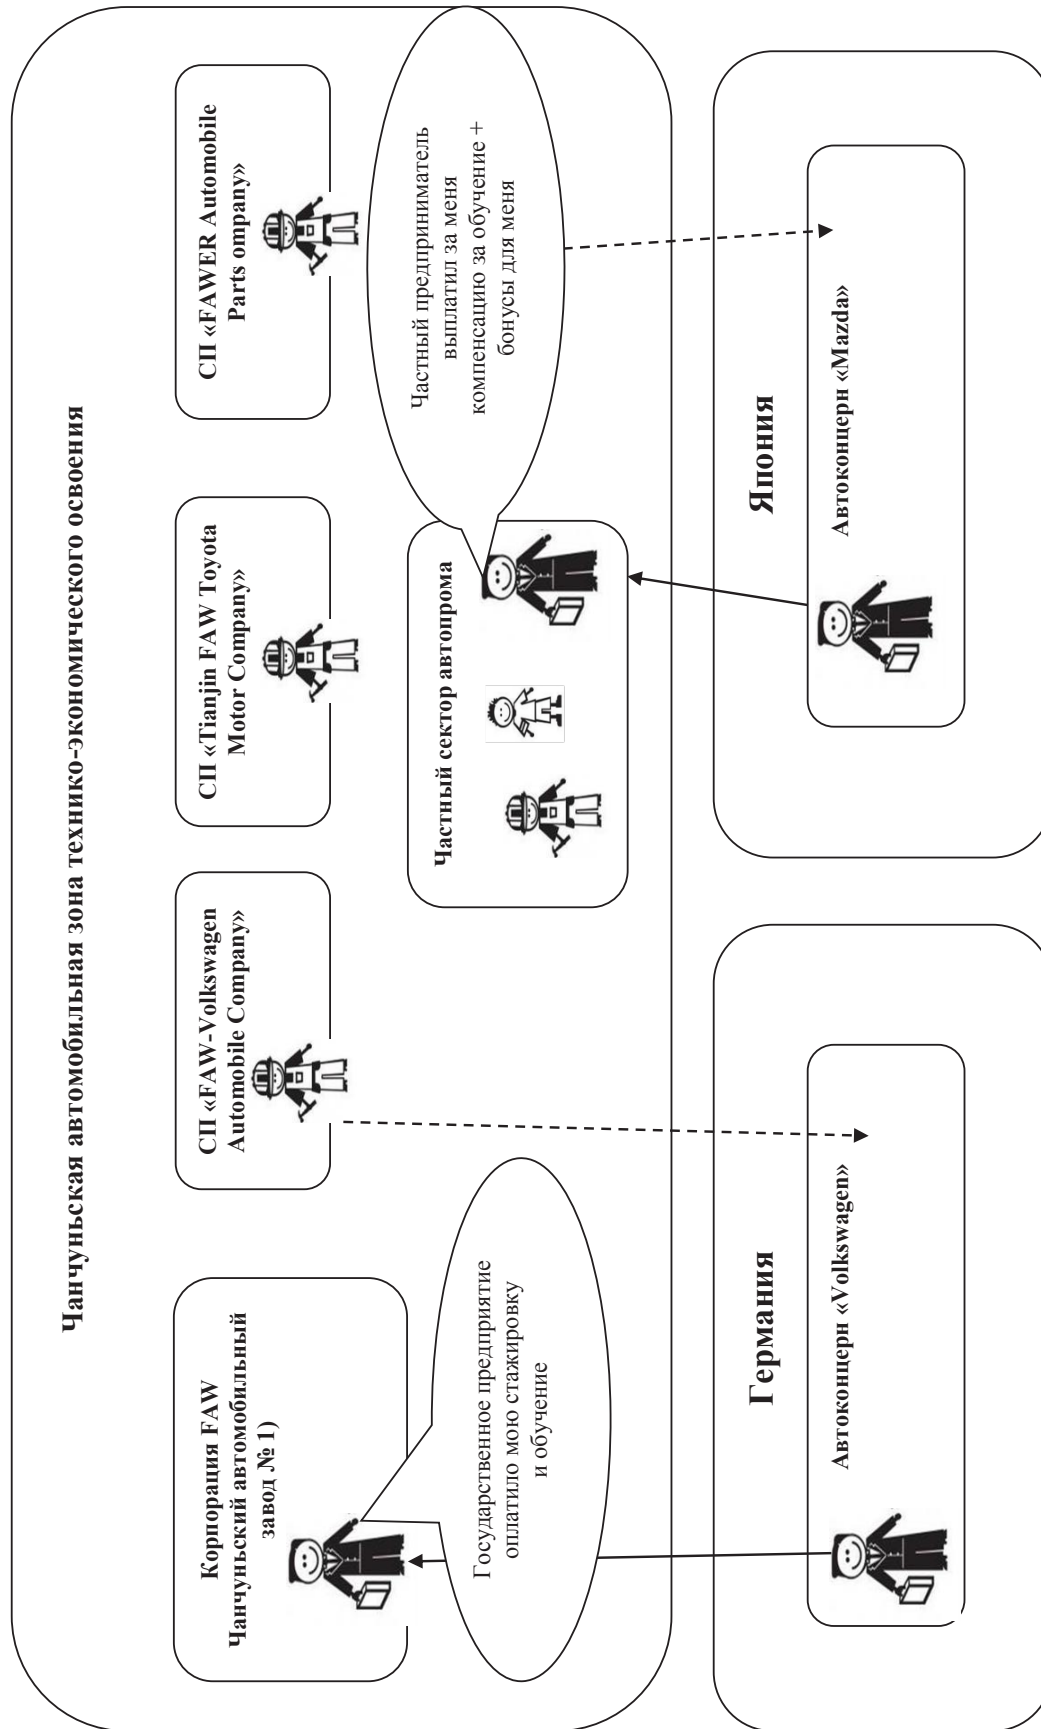 Чанчуньская автомобильная зона технико-экономического освоения
Корпорация FAW
Чанчуньский автомобильный
завод № 1)
СП «FAW-Volkswagen
Automobile Company»
СП «Tianjin FAW Toyota
Motor Company»
СП «FAWER Automobile
Parts ompany»
Государственное предприятие
оплатило мою стажировку
и обучение
Частный сектор автопрома
Частный предприниматель
выплатил за меня
компенсацию за обучение +
бонусы для меня
Германия
Автоконцерн «Volkswagen»
Япония
Автоконцерн «Mazda»